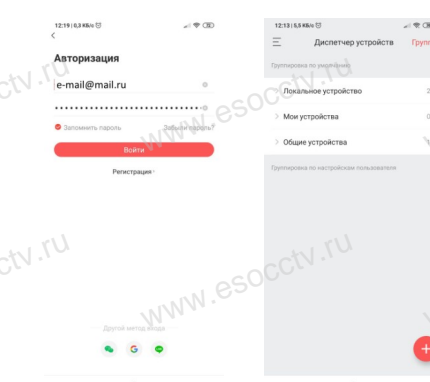 12:19 | 0,3 КБ/с
Авторизация
e-mail@mail.ru
Запомнить пароль
Забыли пароль?
Войти
Регистрация
Другой метод входа
12:13 | 5,5 КБ/с
Диспетчер устройств
Групп
Группировка по умолчанию
Локальное устройство
2
Мои устройства
0
Общие устройства
Группировка по настройкам пользователя
www.esocctv.ru
www.esocctv.ru